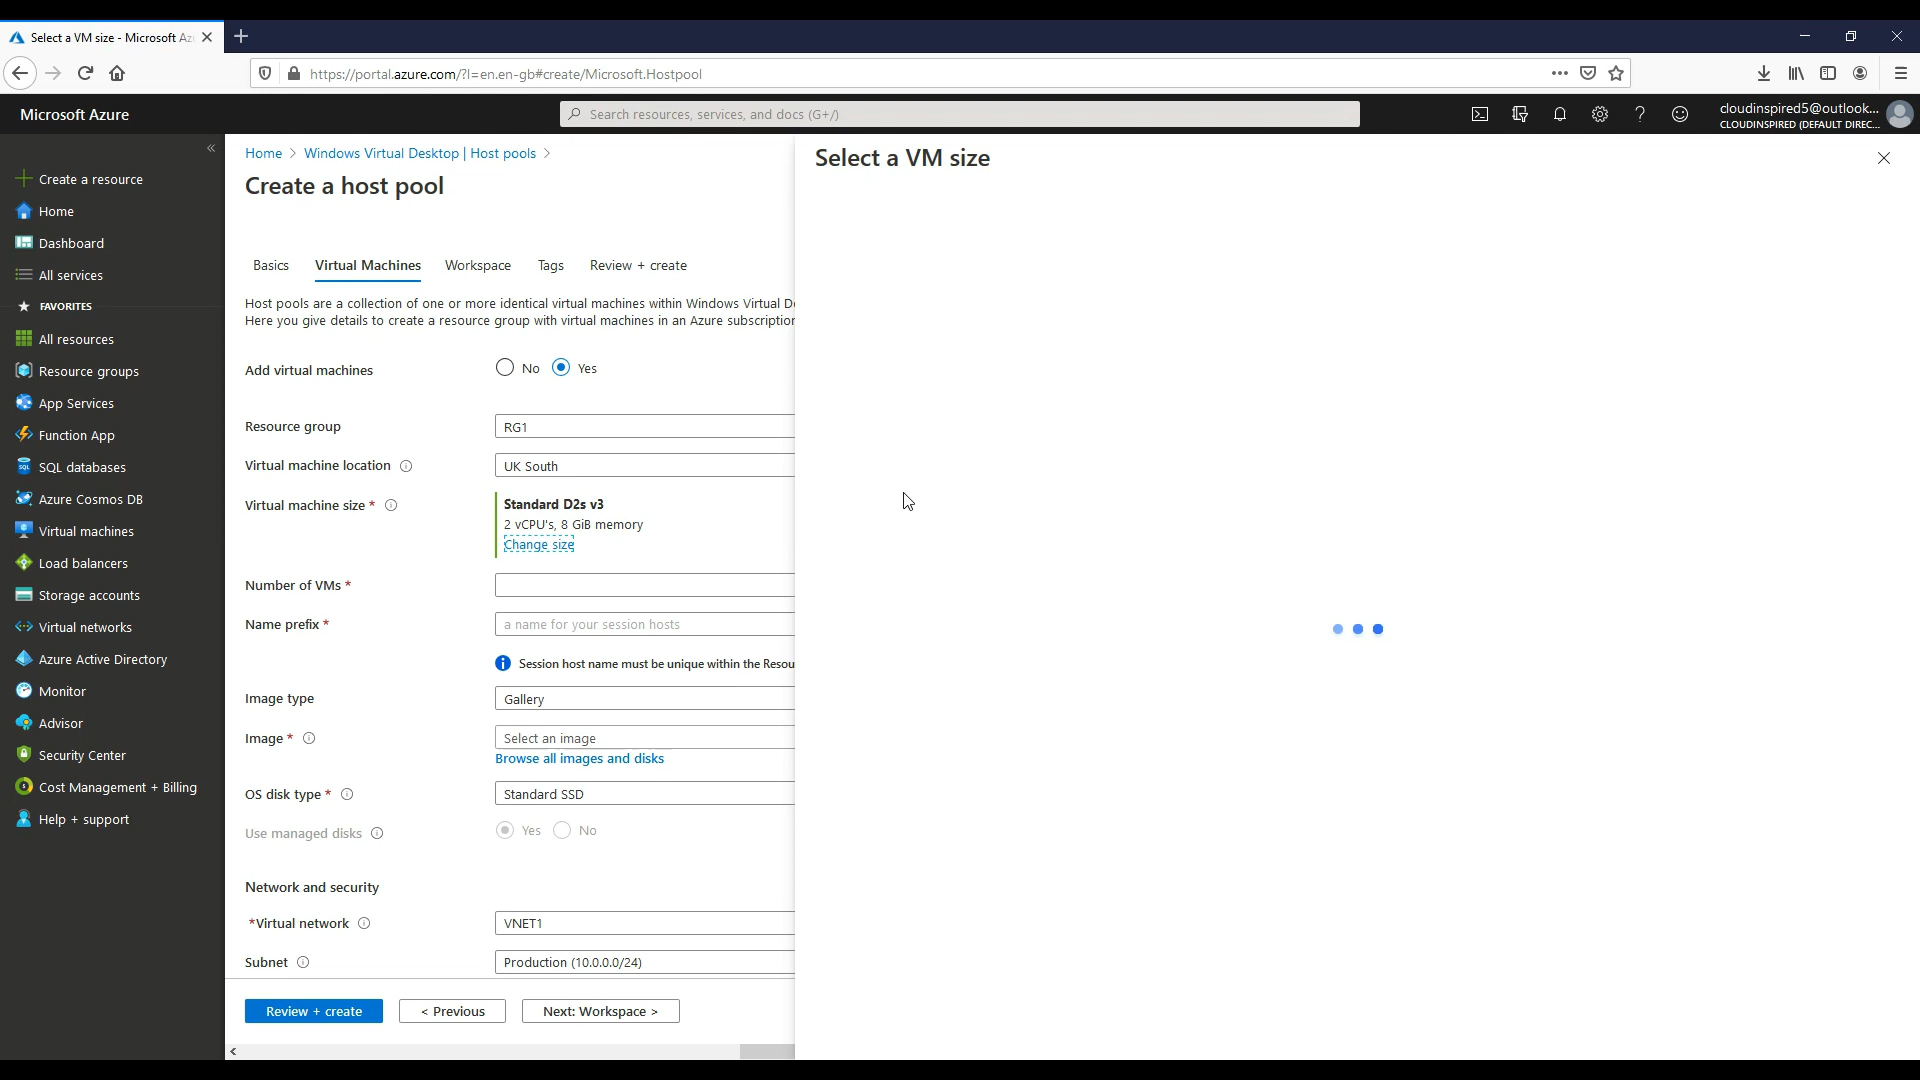 Select a VM size - Microsoft Az
https://portal.azure.com/?l=en.en-gb#create/Microsoft.Hostpool
Microsoft Azure
Search resources, services, and docs (G+/)
cloudinspired5@outlook...
CLOUDINSPIRED (DEFAULT DIREC...
Create a resource
Home
Dashboard
All services
FAVORITES
All resources
Resource groups
App Services
Function App
SQL databases
Azure Cosmos DB
Virtual machines
Load balancers
Storage accounts
Virtual networks
Azure Active Directory
Monitor
Advisor
Security Center
Cost Management + Billing
Help + support
Home > Windows Virtual Desktop | Host pools >
Create a host pool
Basics Virtual Machines Workspace Tags Review + create
Host pools are a collection of one or more identical virtual machines within Windows Virtual D
Here you give details to create a resource group with virtual machines in an Azure subscription
Add virtual machines No Yes
Resource group RG1
Virtual machine location UK South
Virtual machine size * Standard D2s v3
2 vCPU's, 8 GiB memory
Change size
Number of VMs *
Name prefix * a name for your session hosts
Session host name must be unique within the Resou
Image type Gallery
Image * Select an image
Browse all images and disks
OS disk type * Standard SSD
Use managed disks Yes No
Network and security
*Virtual network VNET1
Subnet Production (10.0.0.0/24)
Review + create < Previous Next: Workspace >
Select a VM size